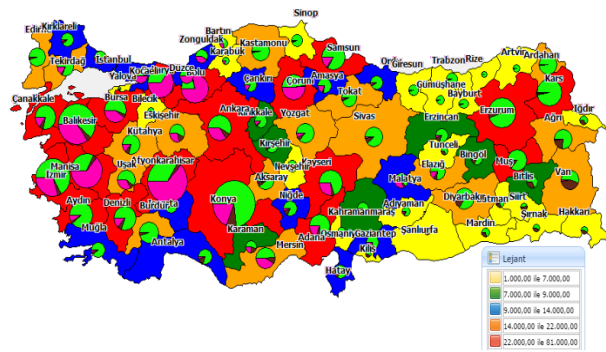 Sinop
Bartın
Edirne
Kırklareli
Zonguldak
Kastamonu
Samsun
Karabük
Tekirdağ
İstanbul
Artvin
Ardahan
Trabzon
Rize
Ordu
Giresun
Kocaeli
Düzce
Yalova
Bolu
Çankırı
Çorum
Amasya
Tokat
Gümüşhane
Bayburt
Kars
Çanakkale
Bursa
Bilecik
Balıkesir
Eskişehir
Ankara
Kırıkkale
Yozgat
Sivas
Erzincan
Erzurum
Iğdır
Ağrı
Kütahya
Kırşehir
Tunceli
Manisa
Uşak
Afyonkarahisar
Nevşehir
Kayseri
Elazığ
Bingöl
Muş
İzmir
Aksaray
Malatya
Bitlis
Van
Aydın
Denizli
Burdur
Konya
Niğde
Adıyaman
Diyarbakır
Batman
Siirt
Kahramanmaraş
Şırnak
Hakkari
Muğla
Karaman
Adana
Osmaniye
Gaziantep
Şanlıurfa
Mardin
Antalya
Mersin
Kilis
Hatay
Lejant
1.000,00 ile 7.000,00
7.000,00 ile 9.000,00
9.000,00 ile 14.000,00
14.000,00 ile 22.000,00
22.000,00 ile 81.000,00